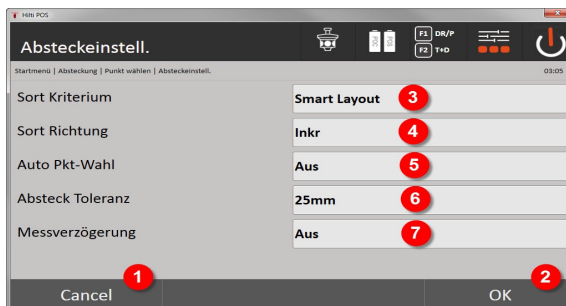 Hilti POS
Absteckeinstell.
POC
POS
F1 DR/P
F2 T+D
Startmenü | Absteckung | Punkt wählen | Absteckeinstell.
03:05
Sort Kriterium
Smart Layout
3
Sort Richtung
Inkr
4
Auto Pkt-Wahl
Aus
5
Absteck Toleranz
25mm
6
Messverzögerung
Aus
7
1
2
Cancel
OK